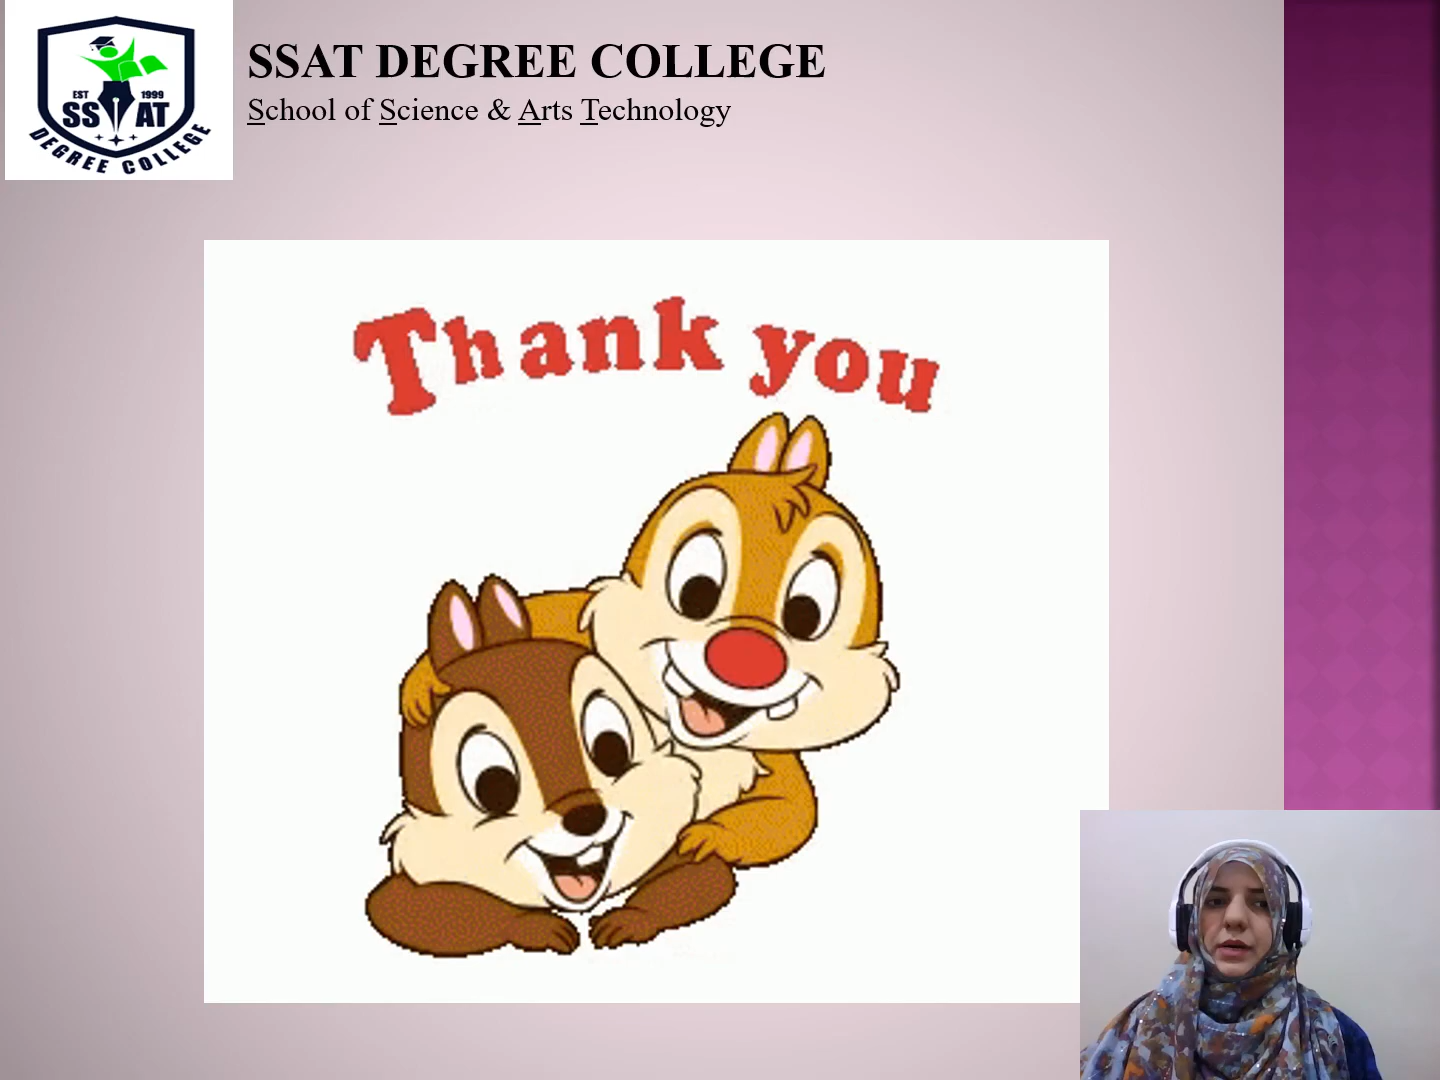 EST 1999
SS AT
DEGREE COLLEGE
SSAT DEGREE COLLEGE
School of Science & Arts Technology
Thank you